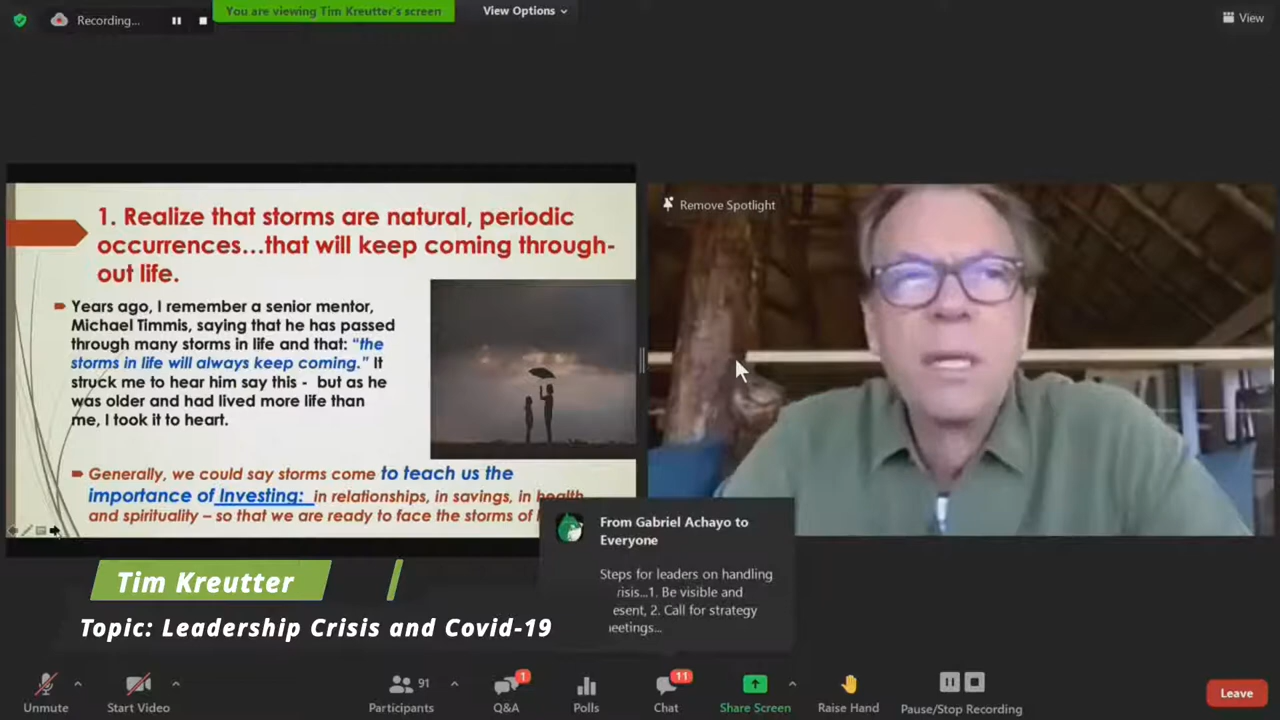 Recording...
You are viewing Tim Kreutter's screen
View Options
View
1. Realize that storms are natural, periodic
occurrences...that will keep coming through-
out life.
Years ago, I remember a senior mentor,
Michael Timmis, saying that he has passed
through many storms in life and that: "the
storms in life will always keep coming." It
struck me to hear him say this - but as he
was older and had lived more life than
me, I took it to heart.
Generally, we could say storms come to teach us the
importance of Investing: in relationships, in savings, in health
and spirituality – so that we are ready to face the storms of
Remove Spotlight
From Gabriel Achayo to
Everyone
Steps for leaders on handling
risis...1. Be visible and
esent, 2. Call for strategy
eetings...
Tim Kreutter
Topic: Leadership Crisis and Covid-19
Unmute
Start Video
91
Participants
1
Q&A
Polls
11
Chat
Share Screen
Raise Hand
Pause/Stop Recording
Leave